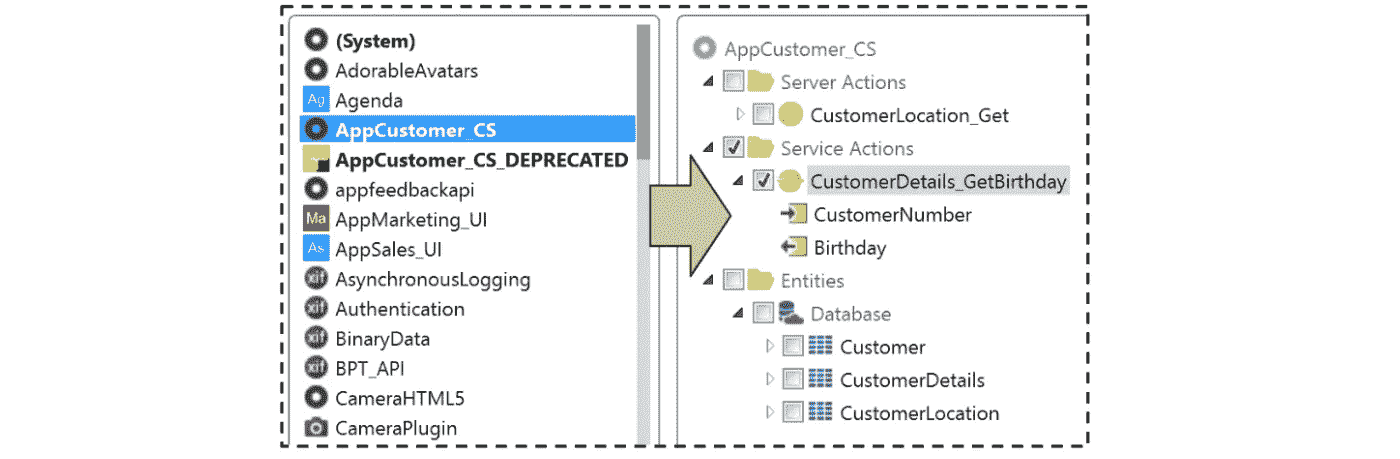 (System)
AdorableAvatars
Ag Agenda
AppCustomer_CS
AppCustomer_CS_DEPRECATED
appfeedbackapi
Ma AppMarketing_UI
As AppSales_UI
xif AsynchronousLogging
xif Authentication
xif BinaryData
xif BPT_API
CameraHTML5
CameraPlugin
AppCustomer_CS
Server Actions
CustomerLocation_Get
Service Actions
CustomerDetails_GetBirthday
CustomerNumber
Birthday
Entities
Database
Customer
CustomerDetails
CustomerLocation